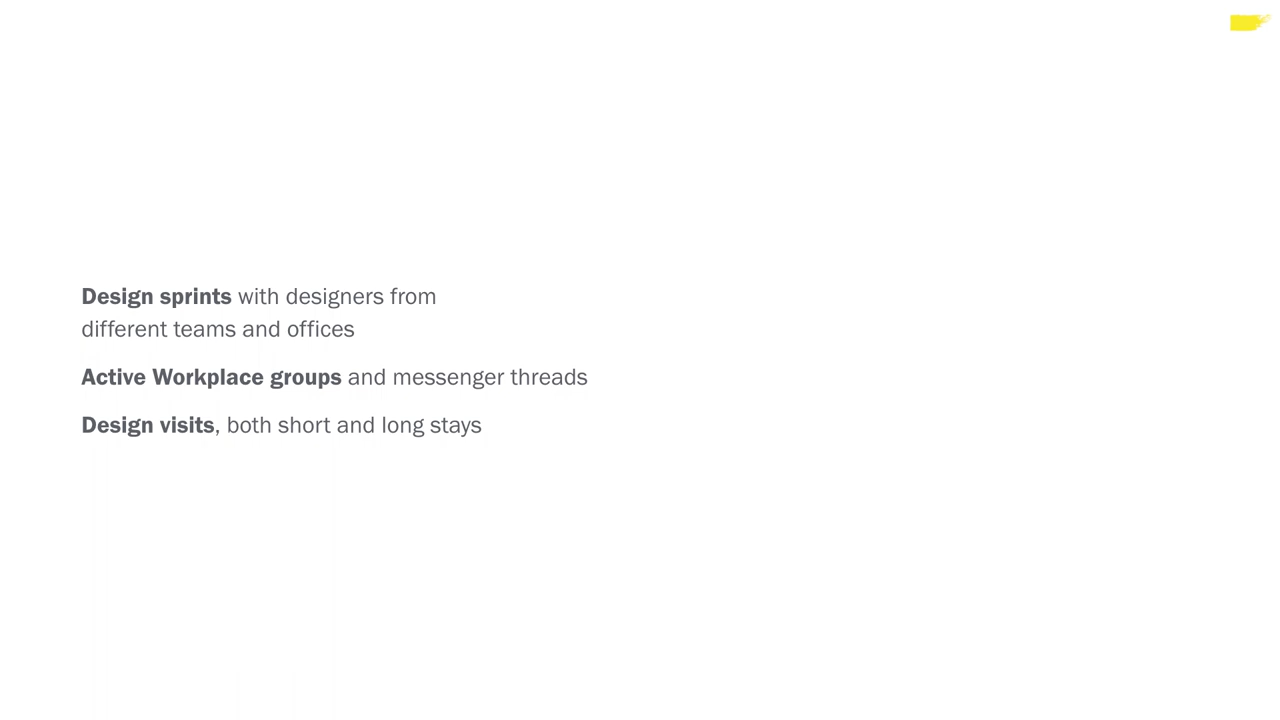 Design sprints with designers from
different teams and offices
Active Workplace groups and messenger threads
Design visits, both short and long stays